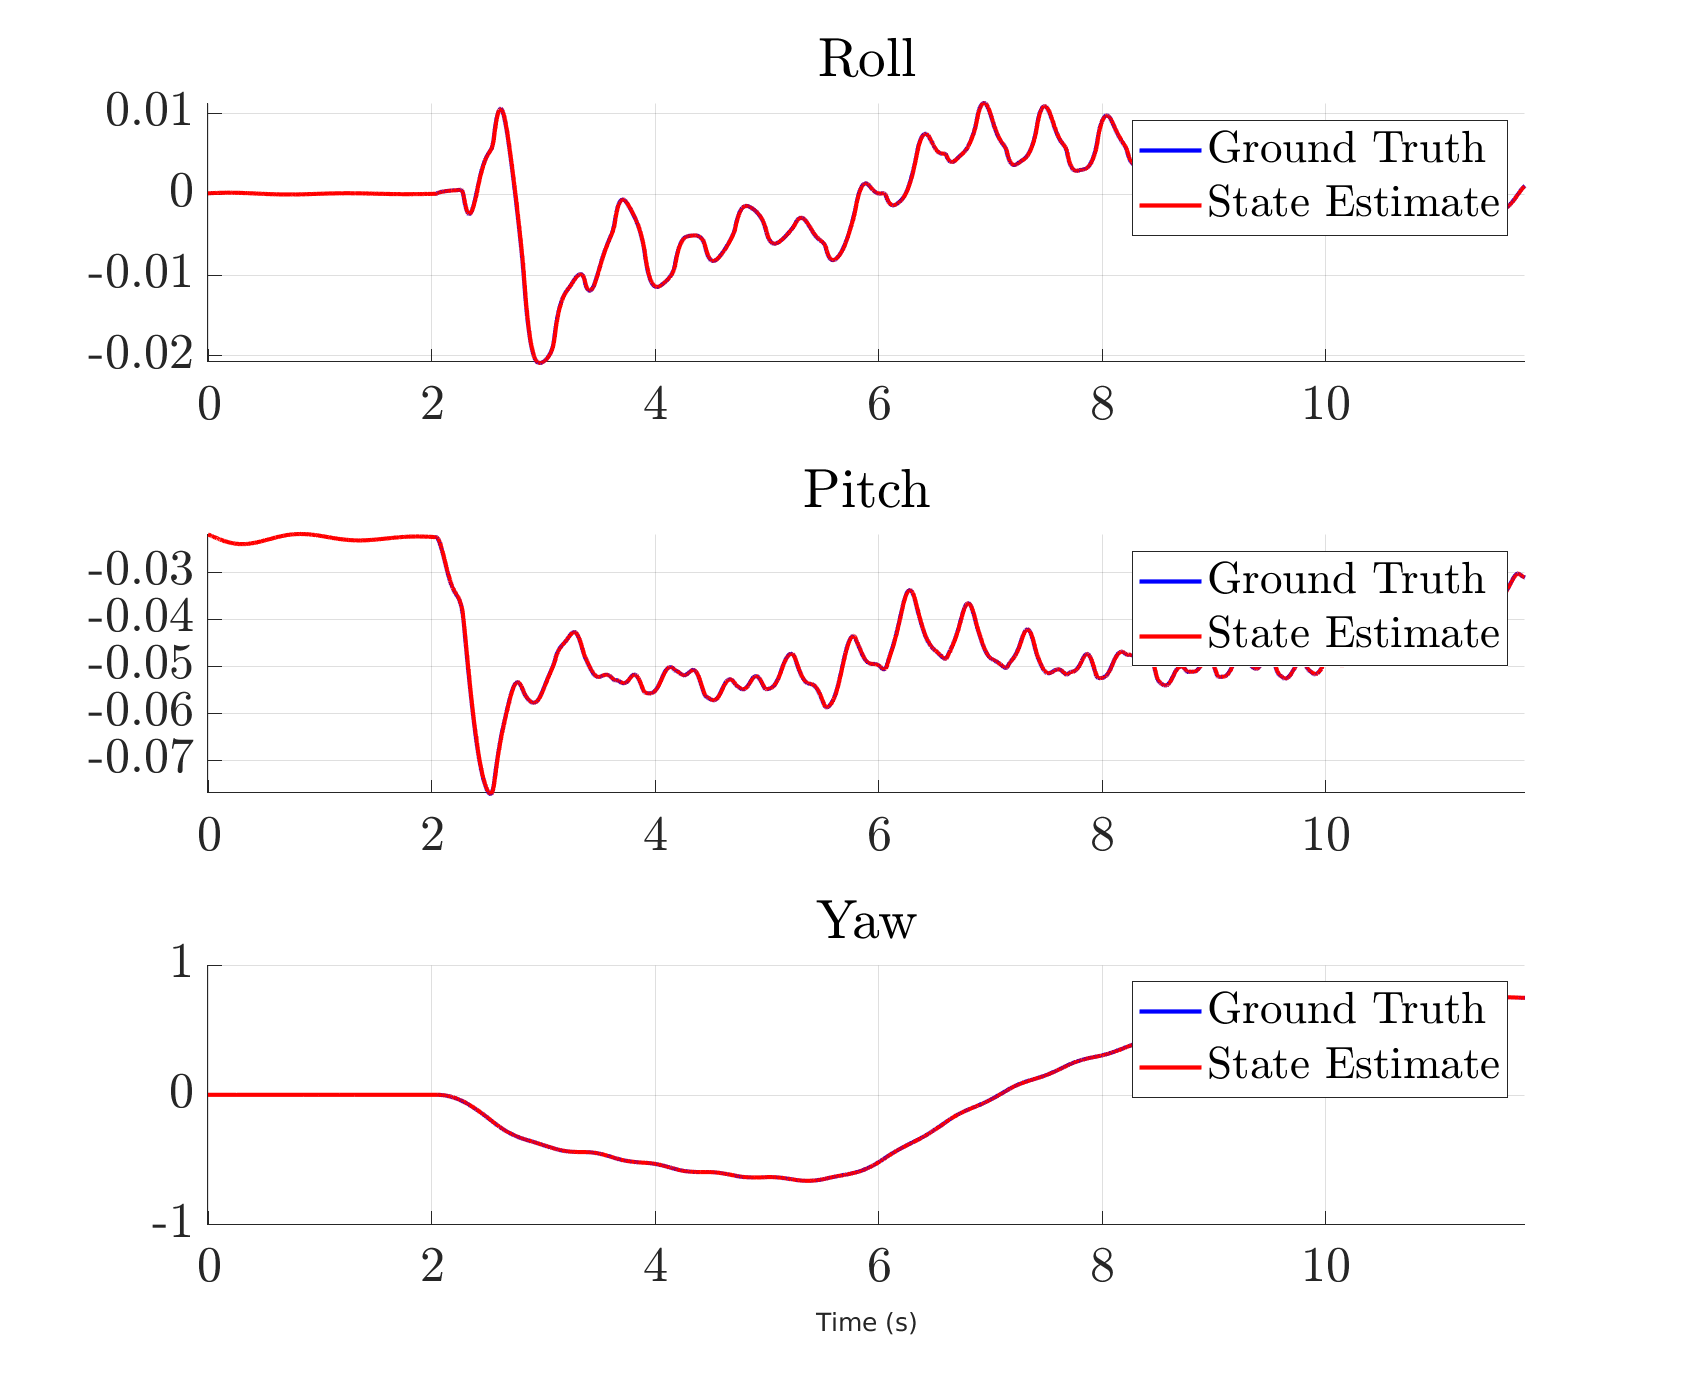 Roll
0.01
0
-0.01
-0.02
0 2 4 6 8 10
Ground Truth
State Estimate
Pitch
-0.03
-0.04
-0.05
-0.06
-0.07
0 2 4 6 8 10
Ground Truth
State Estimate
Yaw
1
0
-1
0 2 4 6 8 10
Ground Truth
State Estimate
Time (s)